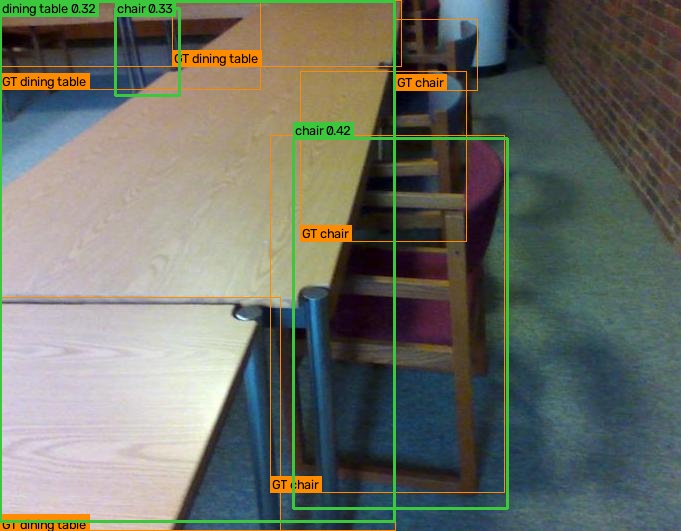 dining table 0.32
chair 0.33
GT dining table
GT dining table
GT chair
chair 0.42
GT chair
GT chair
GT dining table